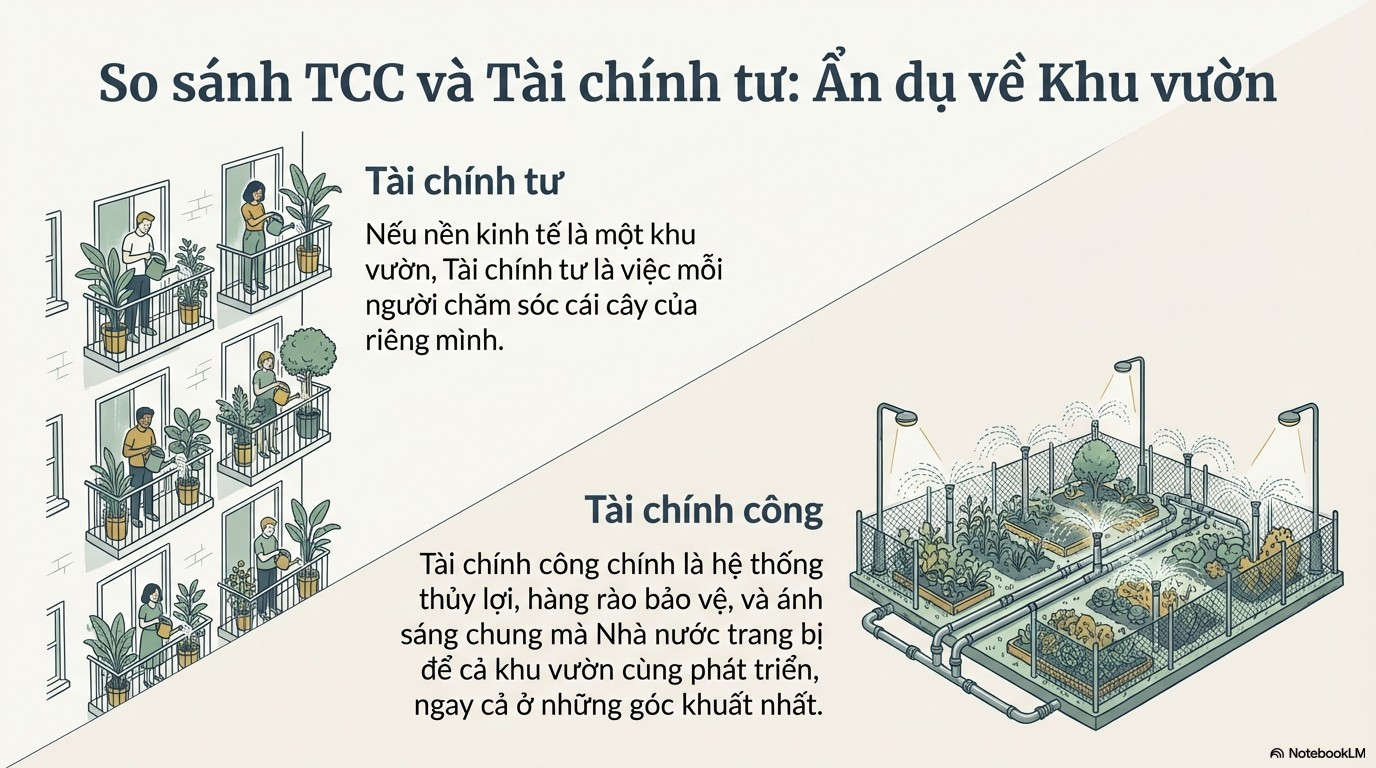 So sánh TCC và Tài chính tư: Ẩn dụ về Khu vườn
Tài chính tư
Nếu nền kinh tế là một khu
vườn, Tài chính tư là việc mỗi
người chăm sóc cái cây của
riêng mình.
Tài chính công
Tài chính công chính là hệ thống
thủy lợi, hàng rào bảo vệ, và ánh
sáng chung mà Nhà nước trang bị
để cả khu vườn cùng phát triển,
ngay cả ở những góc khuất nhất.
NotebookLM